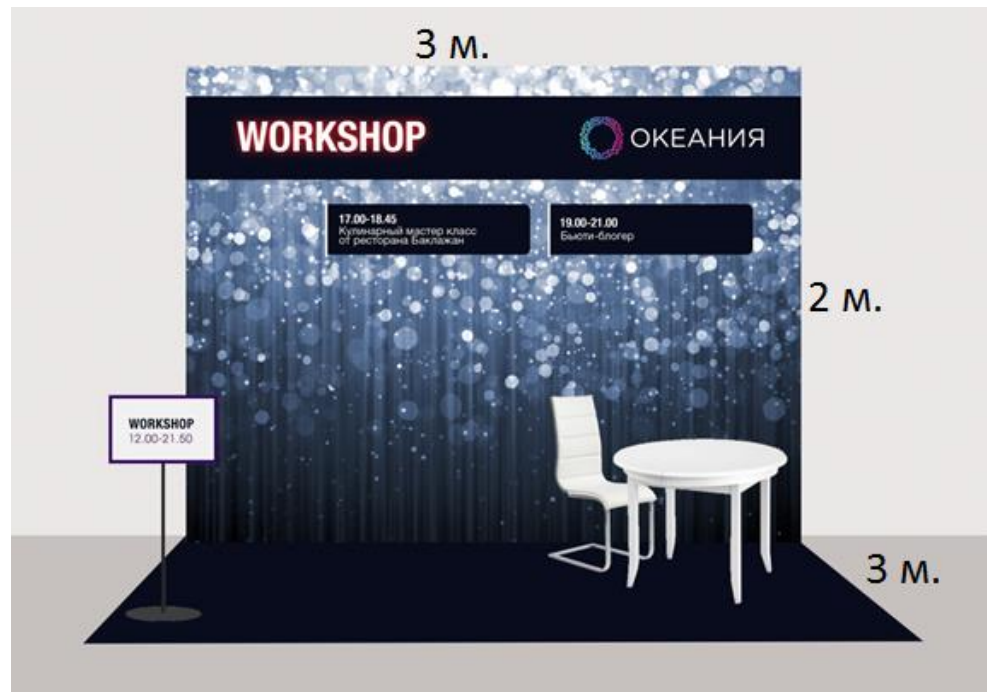 3 м.
WORKSHOP
ОКЕАНИЯ
17.00-18.45
Кулинарный мастер класс
от ресторана Баклажан
19.00-21.00
Бьюти-блогер
2 м.
WORKSHOP
12.00-21.50
3 м.